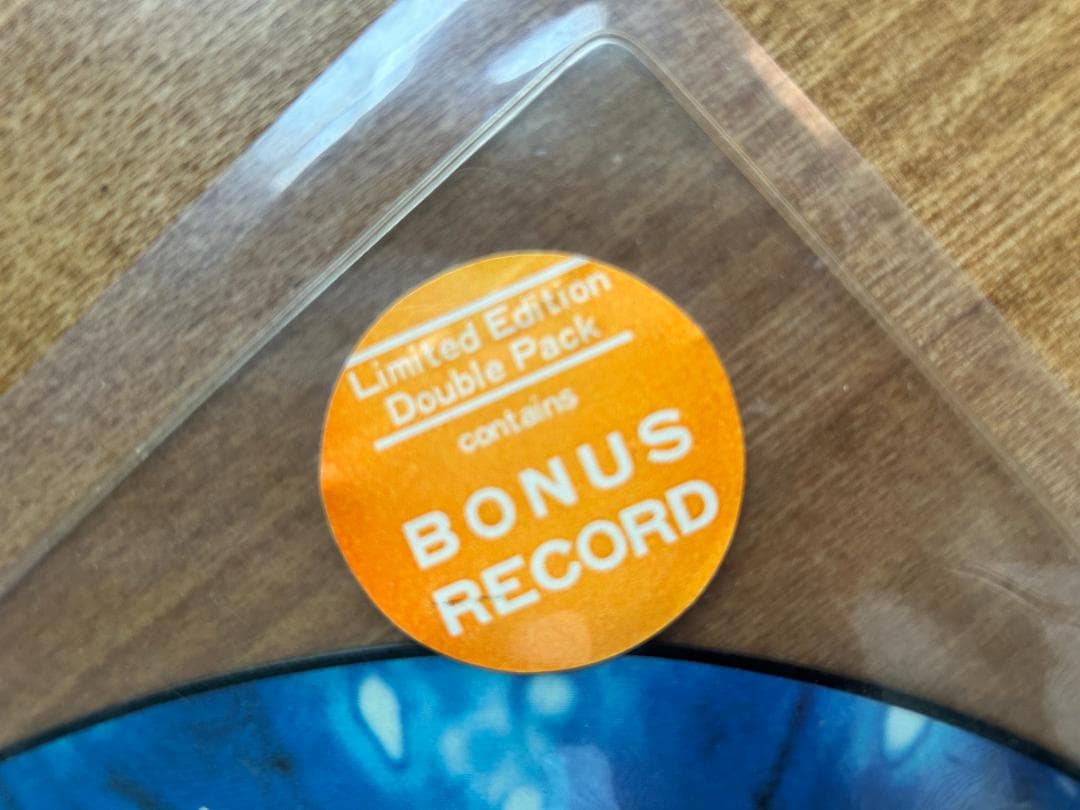 Limited Edition
Double Pack
contains
BONUS
RECORD